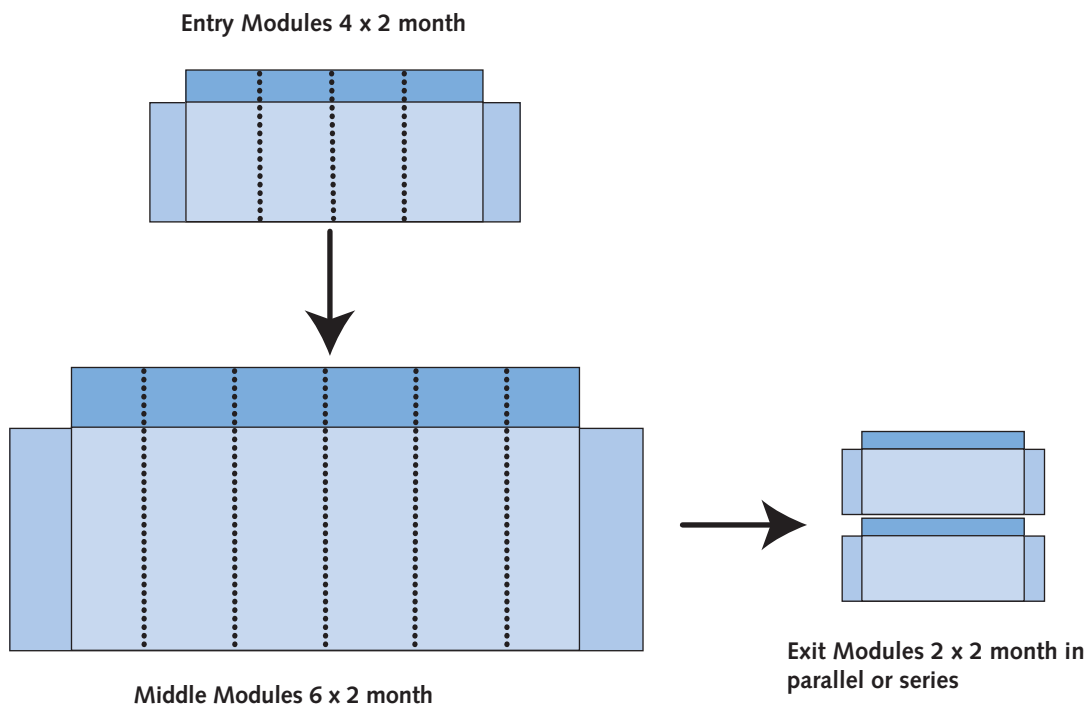 Entry Modules 4 x 2 month
Middle Modules 6 x 2 month
Exit Modules 2 x 2 month in
parallel or series